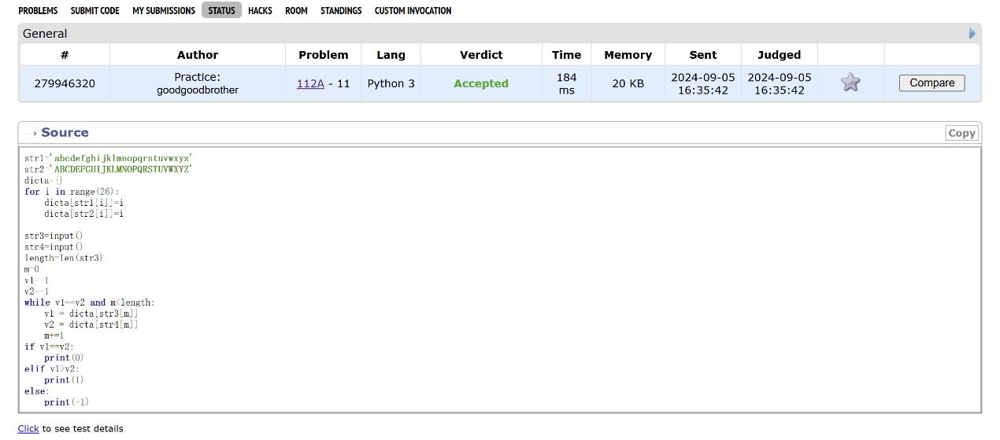 PROBLEMS SUBMIT CODE MY SUBMISSIONS STATUS HACKS ROOM STANDINGS CUSTOM INVOCATION
General
# Author Problem Lang Verdict Time Memory Sent Judged
279946320 Practice: goodgoodbrother 112A - 11 Python 3 Accepted 184 ms 20 KB 2024-09-05 16:35:42 2024-09-05 16:35:42 Compare
→ Source Copy
str1='abcdefghijklmnopqrstuvwxyz'
str2='ABCDEFGHIJKLMNOPQRSTUVWXYZ'
dicta={}
for i in range(26):
    dicta[str1[i]]=i
    dicta[str2[i]]=i
str3=input()
str4=input()
length=len(str3)
m=0
v1=-1
v2=-1
while v1==v2 and m<length:
    v1 = dicta[str3[m]]
    v2 = dicta[str4[m]]
    m+=1
if v1==v2:
    print(0)
elif v1>v2:
    print(1)
else:
    print(-1)
Click to see test details